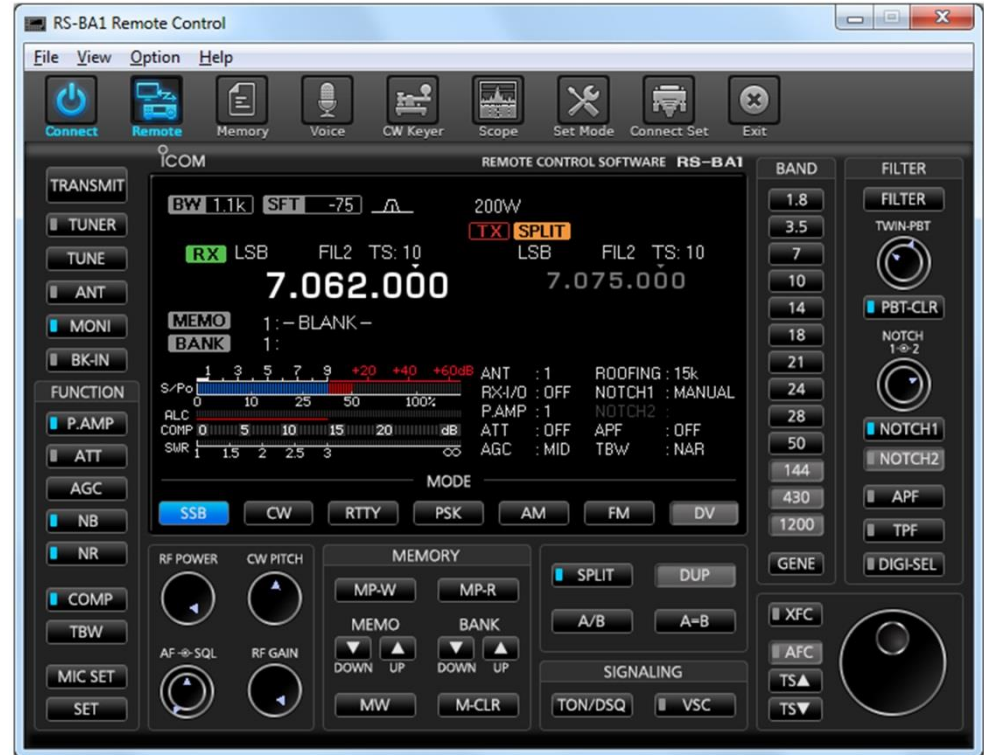 RS-BA1 Remote Control
File View Option Help
Connect Remote Memory Voice CW Keyer Scope Set Mode Connect Set Exit
ICOM REMOTE CONTROL SOFTWARE RS-BA1
TRANSMIT
TUNER
TUNE
ANT
MONI
BK-IN
FUNCTION
P.AMP
ATT
AGC
NB
NR
COMP
TBW
MIC SET
SET
BW 1.1k SFT -75 200W
TX SPLIT
RX LSB FIL2 TS: 10 LSB FIL2 TS: 10
7.062.000 7.075.000
MEMO 1: – BLANK –
BANK 1:
1 3 5 7 9 +20 +40 +60dB
S/Po
0 10 25 50 100%
ALC
COMP 0 5 10 15 20 dB
SWR 1 1.5 2 2.5 3 ∞
ANT : 1 ROOFING : 15k
RX-I/O : OFF NOTCH1 : MANUAL
P.AMP : 1 NOTCH2 :
ATT : OFF APF : OFF
AGC : MID TBW : NAR
MODE
SSB CW RTTY PSK AM FM DV
RF POWER CW PITCH
AF SQL RF GAIN
MEMORY
MP-W MP-R
MEMO BANK
▼ ▲ ▼ ▲
DOWN UP DOWN UP
MW M-CLR
SPLIT DUP
A/B A=B
SIGNALING
TON/DSQ VSC
BAND
1.8
3.5
7
10
14
18
21
24
28
50
144
430
1200
GENE
FILTER
FILTER
TWIN-PBT
PBT-CLR
NOTCH
1 2
NOTCH1
NOTCH2
APF
TPF
DIGI-SEL
XFC
AFC
TS▲
TS▼